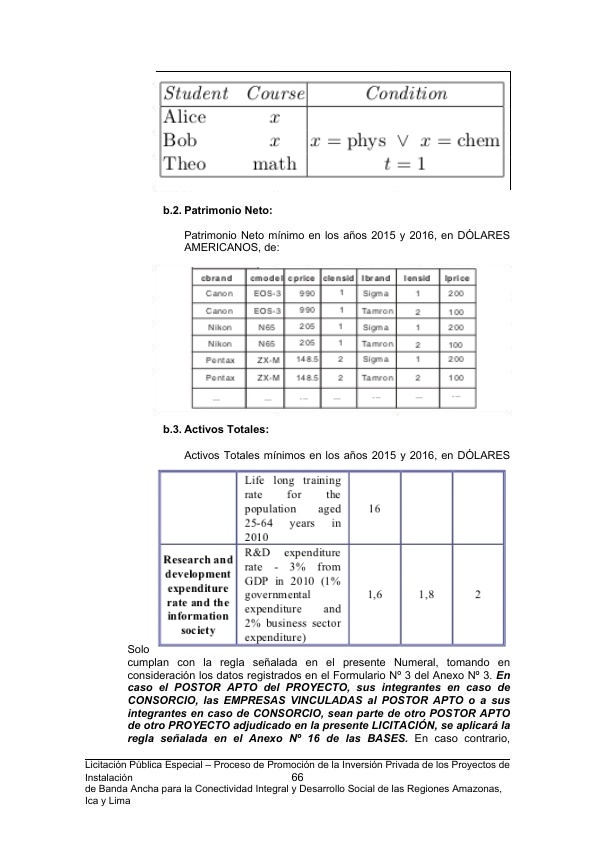 Student Course Condition
Alice x
Bob x x = phys ∨ x = chem
Theo math t = 1
b.2. Patrimonio Neto:
Patrimonio Neto mínimo en los años 2015 y 2016, en DÓLARES
AMERICANOS, de:
cbrand cmodel cprice clensid lbrand lensid lprice
Canon EOS-3 990 1 Sigma 1 200
Canon EOS-3 990 1 Tamron 2 100
Nikon N65 205 1 Sigma 1 200
Nikon N65 205 1 Tamron 2 100
Pentax ZX-M 148.5 2 Sigma 1 200
Pentax ZX-M 148.5 2 Tamron 2 100
... ... ... ... ... ... ...
b.3. Activos Totales:
Activos Totales mínimos en los años 2015 y 2016, en DÓLARES
Life long training
rate for the
population aged
25-64 years in
2010
16
Research and
development
expenditure
rate and the
information
society
R&D expenditure
rate - 3% from
GDP in 2010 (1%
governmental
expenditure and
2% business sector
expenditure)
1,6 1,8 2
Solo
cumplan con la regla señalada en el presente Numeral, tomando en
consideración los datos registrados en el Formulario Nº 3 del Anexo Nº 3. En
caso el POSTOR APTO del PROYECTO, sus integrantes en caso de
CONSORCIO, las EMPRESAS VINCULADAS al POSTOR APTO o a sus
integrantes en caso de CONSORCIO, sean parte de otro POSTOR APTO
de otro PROYECTO adjudicado en la presente LICITACIÓN, se aplicará la
regla señalada en el Anexo Nº 16 de las BASES. En caso contrario,
Licitación Pública Especial – Proceso de Promoción de la Inversión Privada de los Proyectos de
Instalación 66
de Banda Ancha para la Conectividad Integral y Desarrollo Social de las Regiones Amazonas,
Ica y Lima